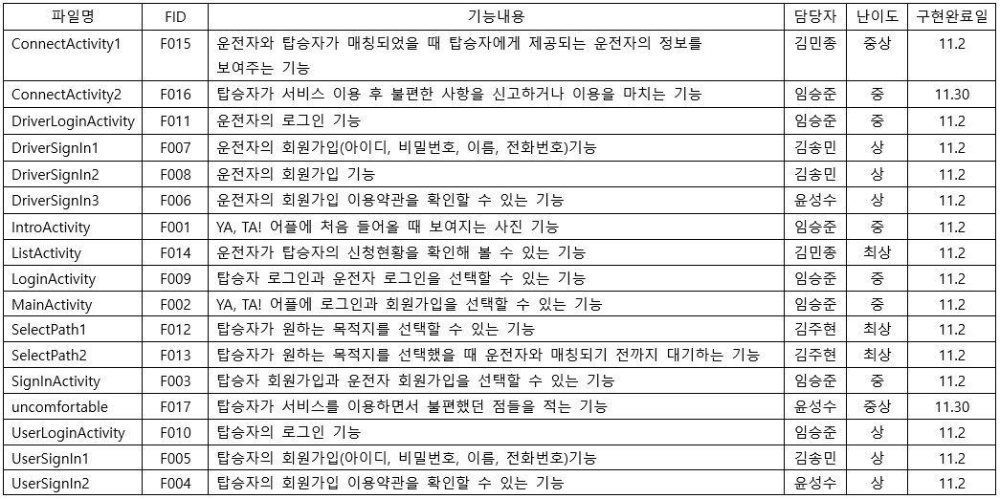 파일명 FID 기능내용 담당자 난이도 구현완료일
ConnectActivity1 F015 운전자와 탑승자가 매칭되었을 때 탑승자에게 제공되는 운전자의 정보를 김민종 중상 11.2
보여주는 기능
ConnectActivity2 F016 탑승자가 서비스 이용 후 불편한 사항을 신고하거나 이용을 마치는 기능 임승준 중 11.30
DriverLoginActivity F011 운전자의 로그인 기능 임승준 중 11.2
DriverSignIn1 F007 운전자의 회원가입(아이디, 비밀번호, 이름, 전화번호)기능 김송민 상 11.2
DriverSignIn2 F008 운전자의 회원가입 기능 김송민 상 11.2
DriverSignIn3 F006 운전자의 회원가입 이용약관을 확인할 수 있는 기능 윤성수 상 11.2
IntroActivity F001 YA, TA! 어플에 처음 들어올 때 보여지는 사진 기능 임승준 중 11.2
ListActivity F014 운전자가 탑승자의 신청현황을 확인해 볼 수 있는 기능 김민종 최상 11.2
LoginActivity F009 탑승자 로그인과 운전자 로그인을 선택할 수 있는 기능 임승준 중 11.2
MainActivity F002 YA, TA! 어플에 로그인과 회원가입을 선택할 수 있는 기능 임승준 중 11.2
SelectPath1 F012 탑승자가 원하는 목적지를 선택할 수 있는 기능 김주현 최상 11.2
SelectPath2 F013 탑승자가 원하는 목적지를 선택했을 때 운전자와 매칭되기 전까지 대기하는 기능 김주현 최상 11.2
SignInActivity F003 탑승자 회원가입과 운전자 회원가입을 선택할 수 있는 기능 임승준 중 11.2
uncomfortable F017 탑승자가 서비스를 이용하면서 불편했던 점들을 적는 기능 윤성수 중상 11.30
UserLoginActivity F010 탑승자의 로그인 기능 임승준 상 11.2
UserSignIn1 F005 탑승자의 회원가입(아이디, 비밀번호, 이름, 전화번호)기능 김송민 상 11.2
UserSignIn2 F004 탑승자의 회원가입 이용약관을 확인할 수 있는 기능 윤성수 상 11.2